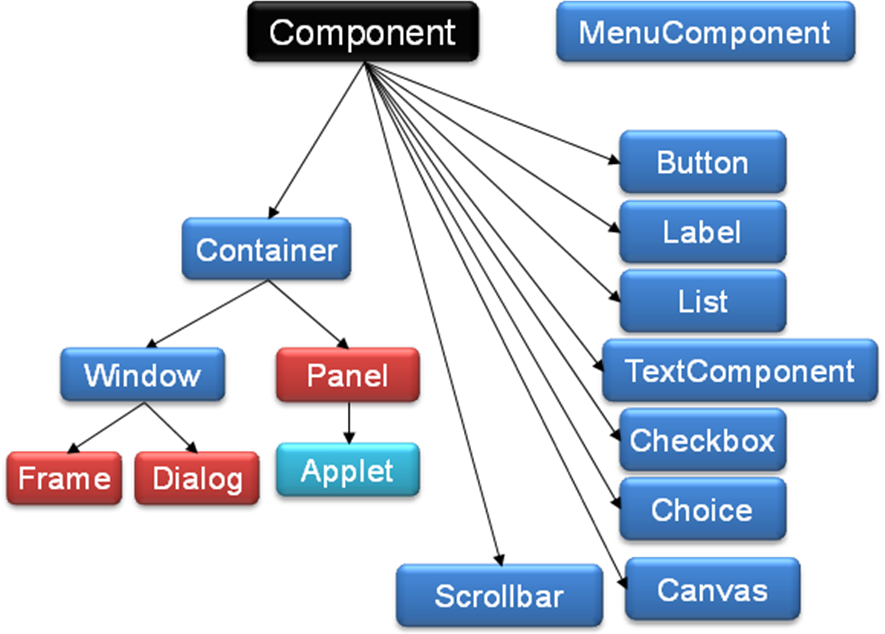 Component
MenuComponent
Button
Label
Container
List
Window
Panel
TextComponent
Checkbox
Frame
Dialog
Applet
Choice
Scrollbar
Canvas